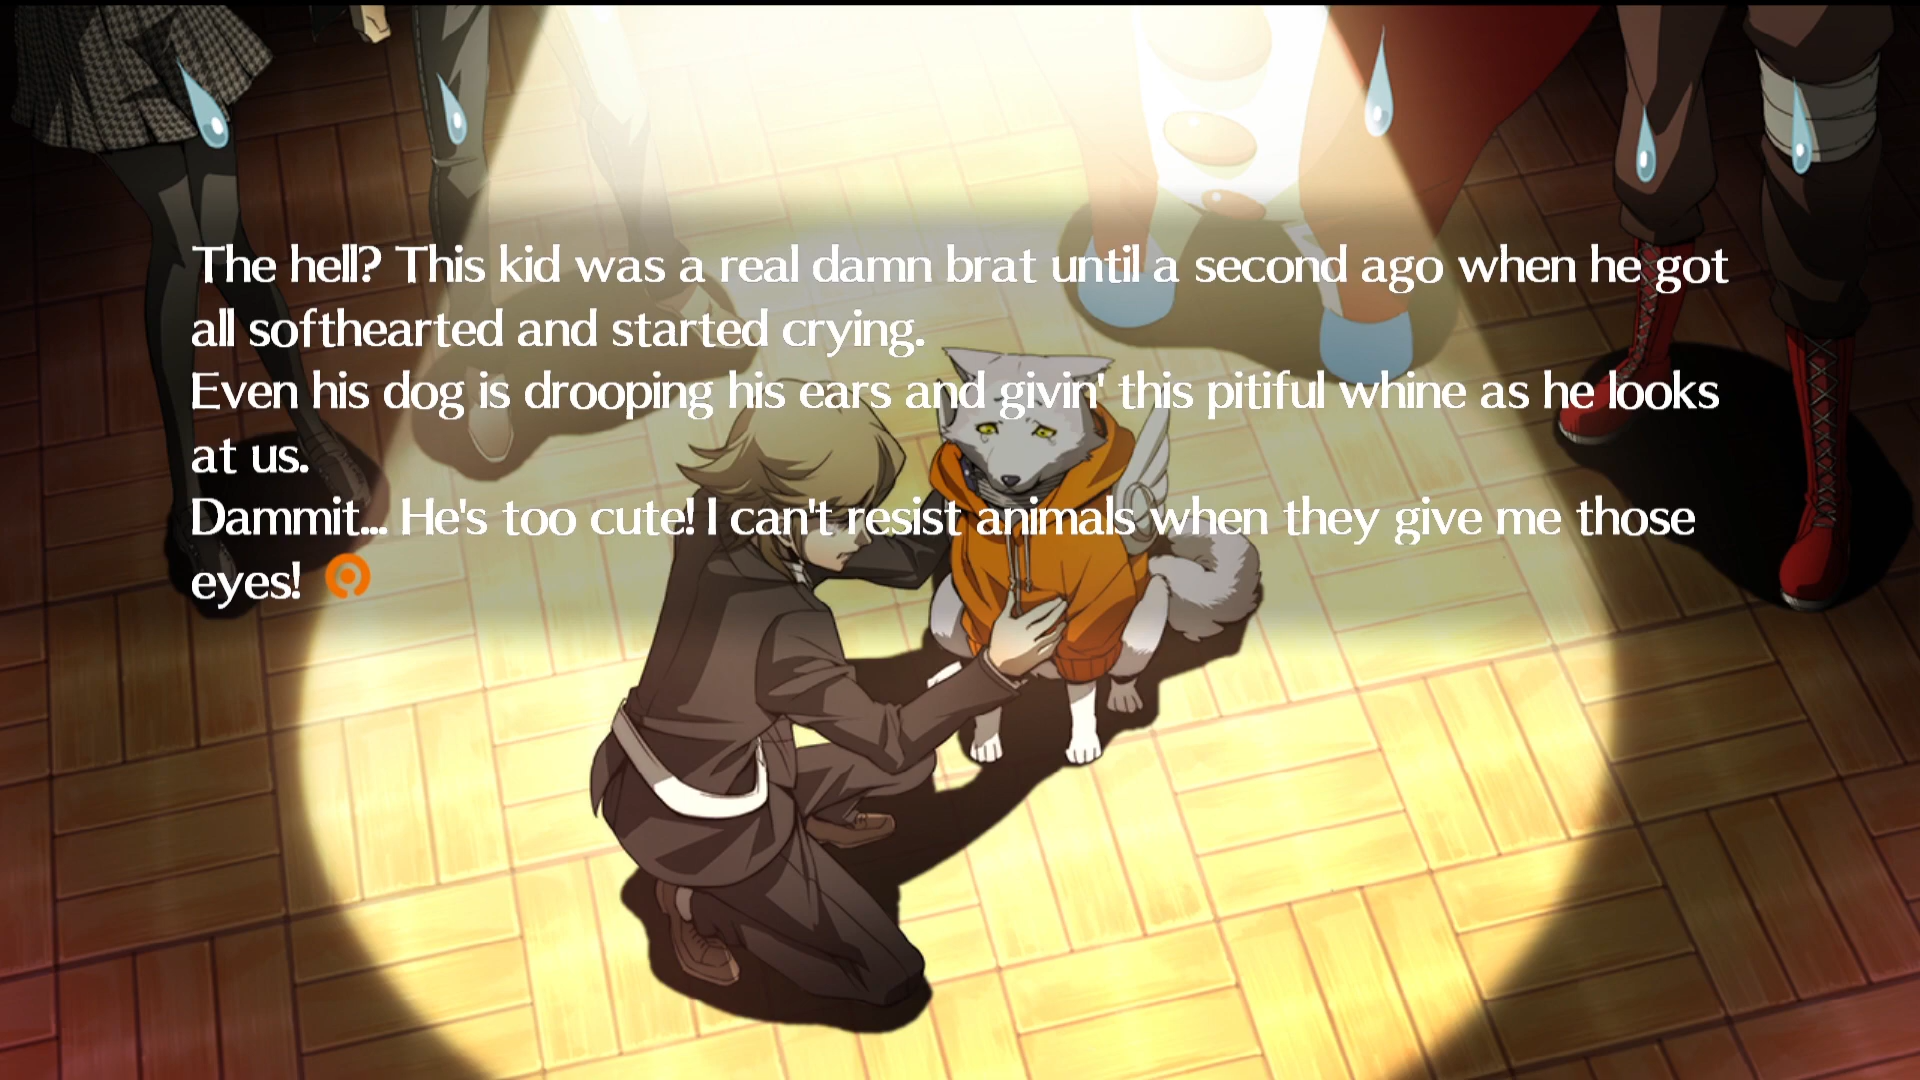 The hell? This kid was a real damn brat until a second ago when he got
all softhearted and started crying.
Even his dog is drooping his ears and givin' this pitiful whine as he looks
at us.
Dammit... He's too cute! I can't resist animals when they give me those
eyes!